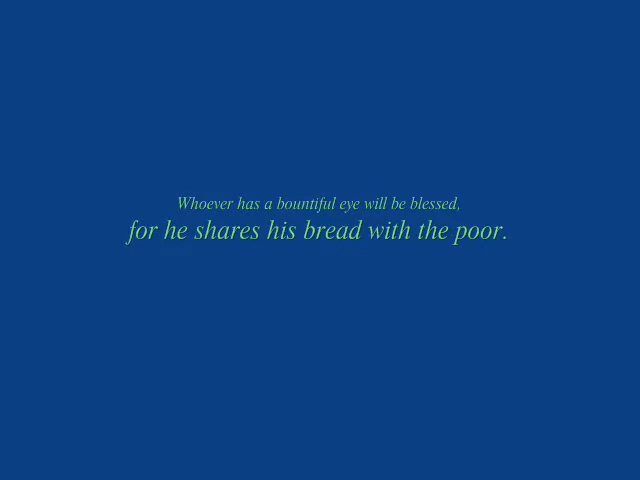 Whoever has a bountiful eye will be blessed,
for he shares his bread with the poor.